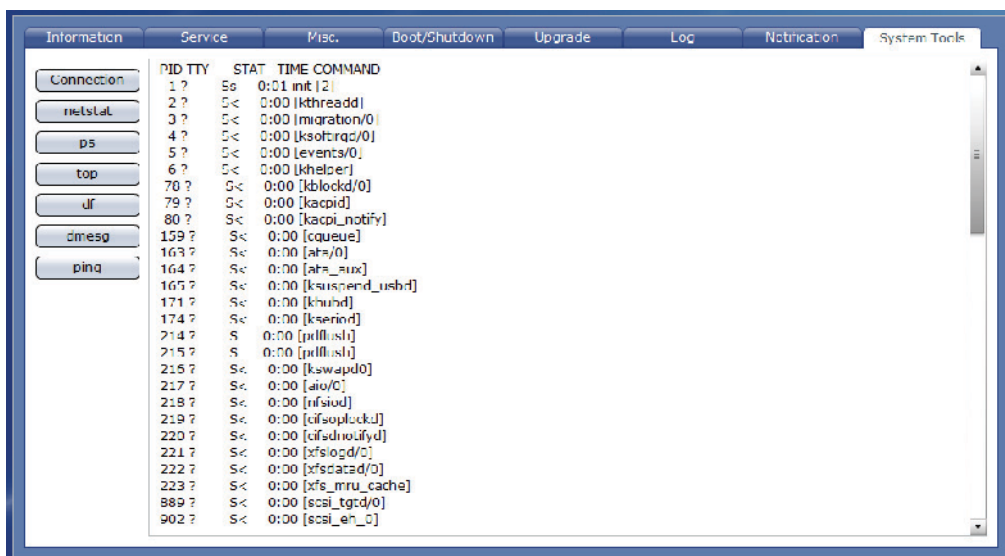 Information Service Misc. Boot/Shutdown Upgrade Log Notification System Tools
Connection
netstat
ps
top
df
dmesg
ping
PID TTY STAT TIME COMMAND
1 ? Ss 0:01 init [2]
2 ? S< 0:00 [kthreadd]
3 ? S< 0:00 [migration/0]
4 ? S< 0:00 [ksoftirqd/0]
5 ? S< 0:00 [events/0]
6 ? S< 0:00 [khelper]
78 ? S< 0:00 [kblockd/0]
79 ? S< 0:00 [kacpid]
80 ? S< 0:00 [kacpi_notify]
159 ? S< 0:00 [cqueue]
163 ? S< 0:00 [ata/0]
164 ? S< 0:00 [ata_aux]
165 ? S< 0:00 [ksuspend_usbd]
171 ? S< 0:00 [khubd]
174 ? S< 0:00 [kseriod]
214 ? S 0:00 [pdflush]
215 ? S 0:00 [pdflush]
216 ? S< 0:00 [kswapd0]
217 ? S< 0:00 [aio/0]
218 ? S< 0:00 [nfsiod]
219 ? S< 0:00 [cifsoplockd]
220 ? S< 0:00 [cifsdnotifyd]
221 ? S< 0:00 [xfslogd/0]
222 ? S< 0:00 [xfsdatad/0]
223 ? S< 0:00 [xfs_mru_cache]
889 ? S< 0:00 [scsi_tgtd/0]
902 ? S< 0:00 [scsi_eh_0]